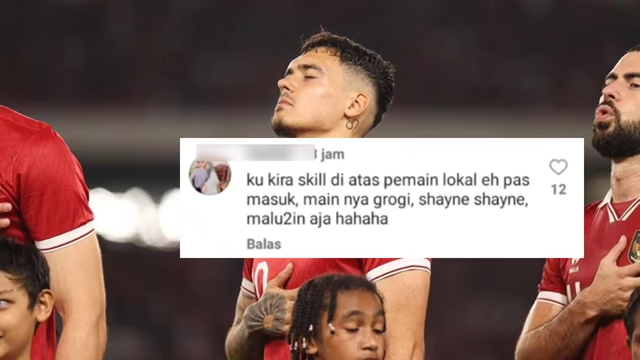 jam
ku kira skill di atas pemain lokal eh pas
masuk, main nya grogi, shayne shayne,
malu2in aja hahaha
12
Balas